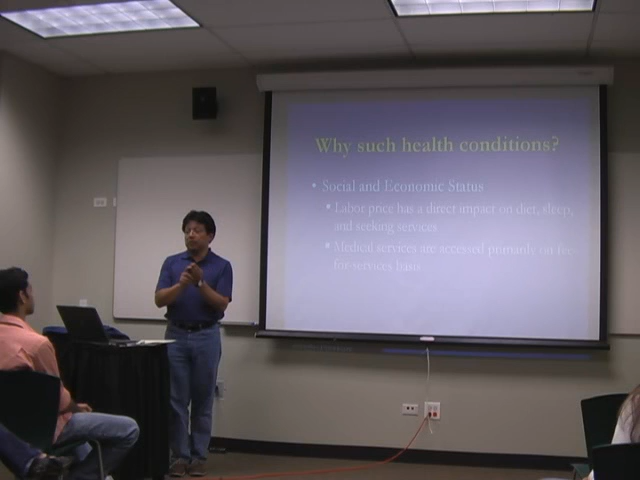 Why such health conditions?
• Social and Economic Status
▪ Labor price has a direct impact on diet, sleep,
and seeking services
▪ Medical services are accessed primarily on fee-
for-services basis